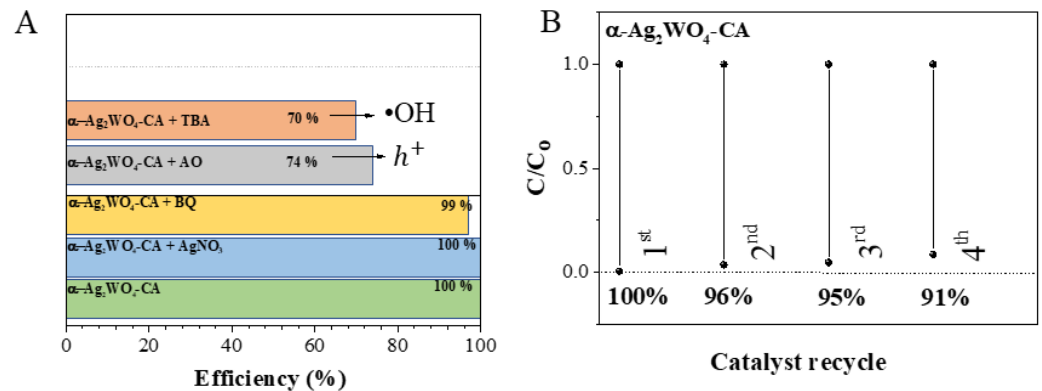 A
α-Ag₂WO₄-CA + TBA 70 % •OH
α-Ag₂WO₄-CA + AO 74 % h⁺
α-Ag₂WO₄-CA + BQ 99 %
α-Ag₂WO₄-CA + AgNO₃ 100 %
α-Ag₂WO₄-CA 100 %
0 20 40 60 80 100
Efficiency (%)
B
α-Ag₂WO₄-CA
1.0
0.5
0.0
C/C₀
1st 2nd 3rd 4th
100% 96% 95% 91%
Catalyst recycle